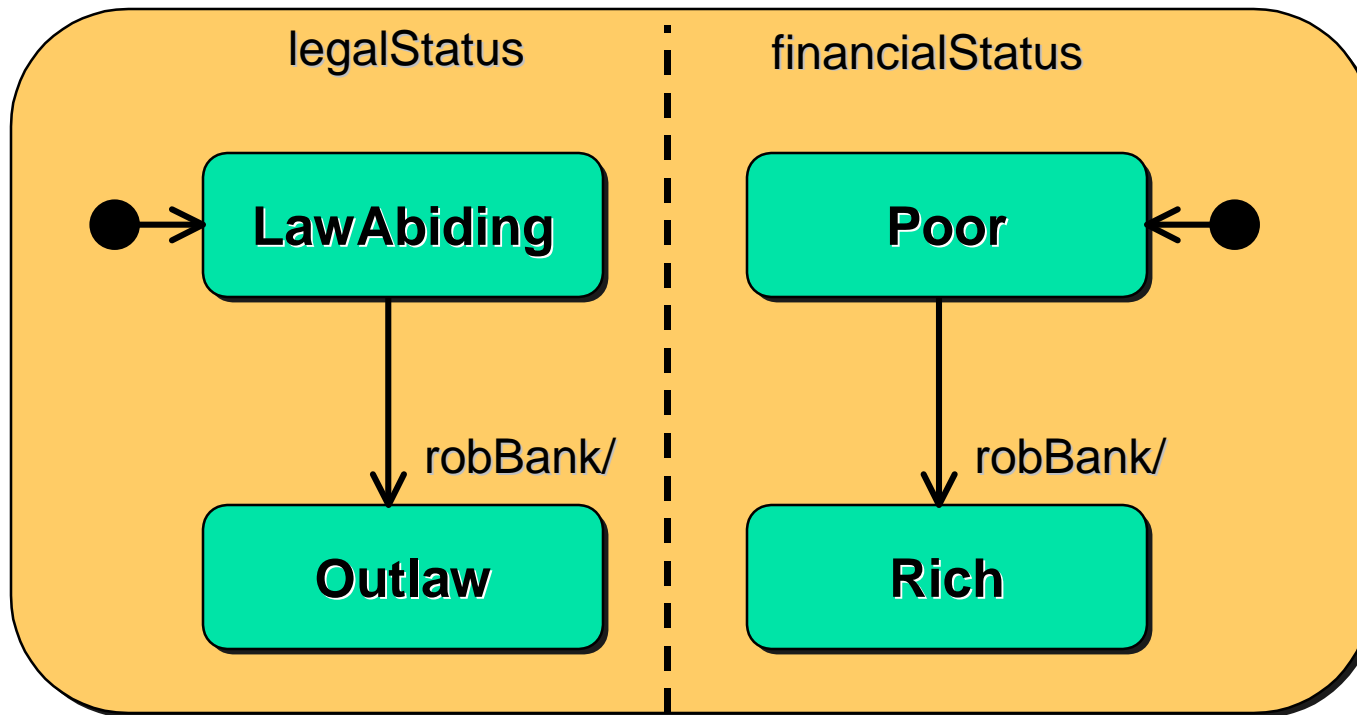 legalStatus
financialStatus
LawAbiding
Poor
robBank/
robBank/
Outlaw
Rich